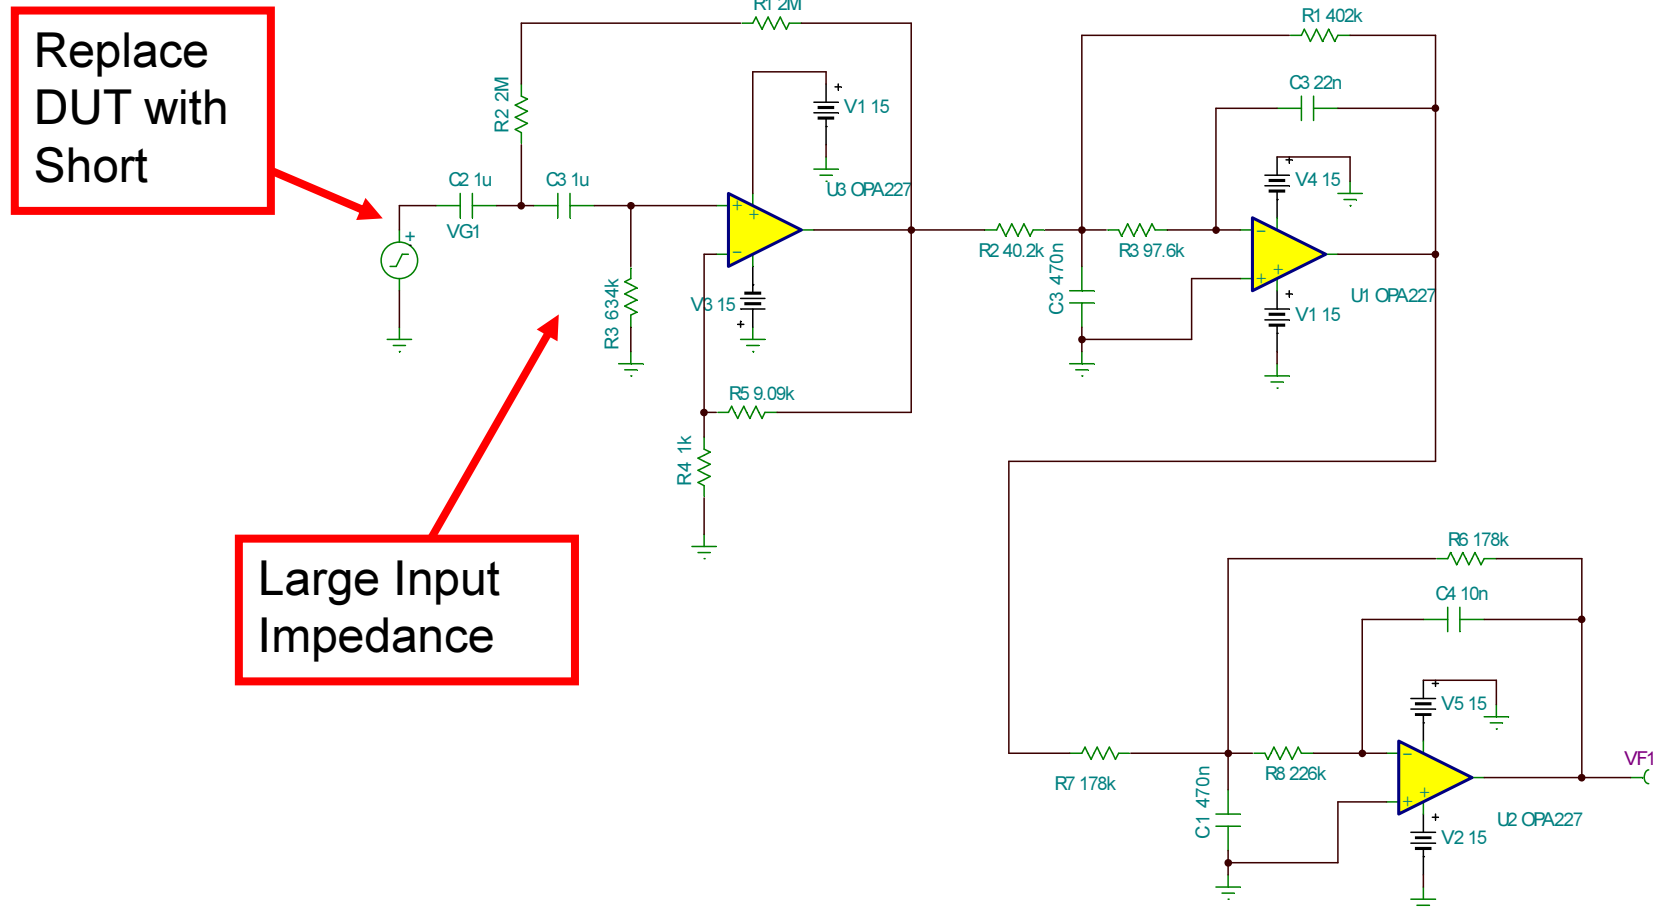 Replace
DUT with
Short
R1 2M
R2 2M
C2 1u
C3 1u
VG1
+
R3 634k
V1 15
+
U3 OPA227
V3 15
+
R5 9.09k
R4 1k
Large Input
Impedance
R1 402k
C3 22n
R2 40.2k
R3 97.6k
C3 470n
V4 15
+
U1 OPA227
V1 15
+
R6 178k
C4 10n
R7 178k
R8 226k
C1 470n
V5 15
+
U2 OPA227
V2 15
+
VF1